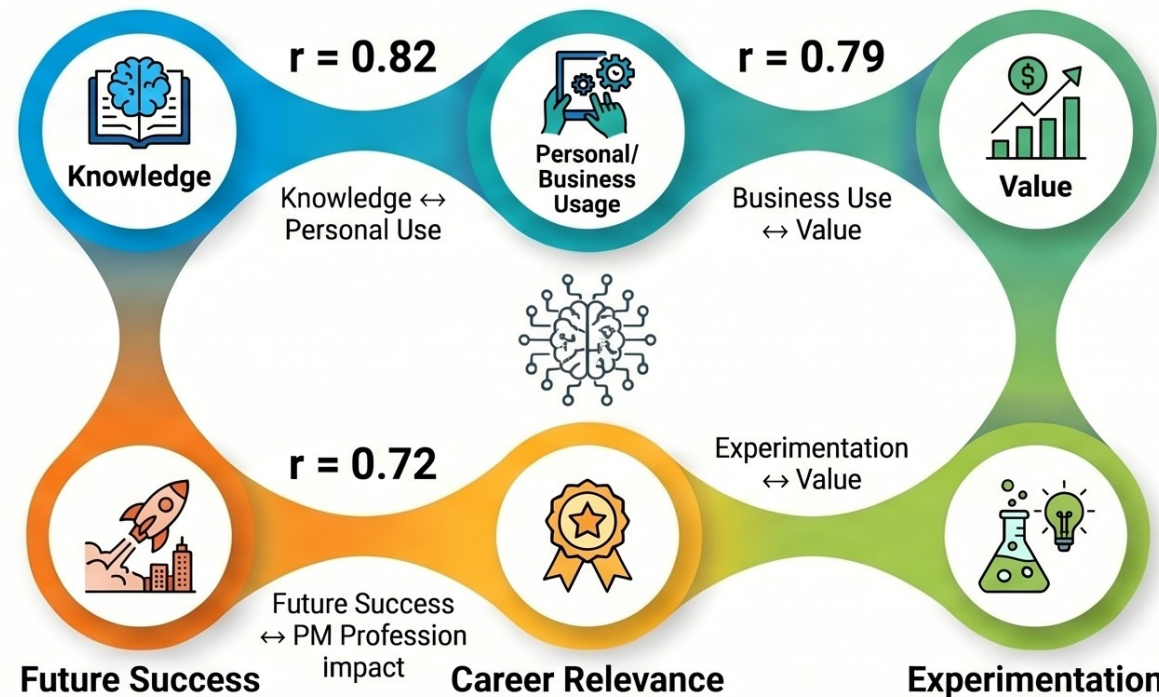 r = 0.82
r = 0.79
Knowledge
Personal/
Business
Usage
$
Value
Knowledge ↔
Personal Use
Business Use
↔ Value
r = 0.72
Experimentation
↔ Value
Future Success
↔ PM Profession
impact
Future Success
Career Relevance
Experimentation